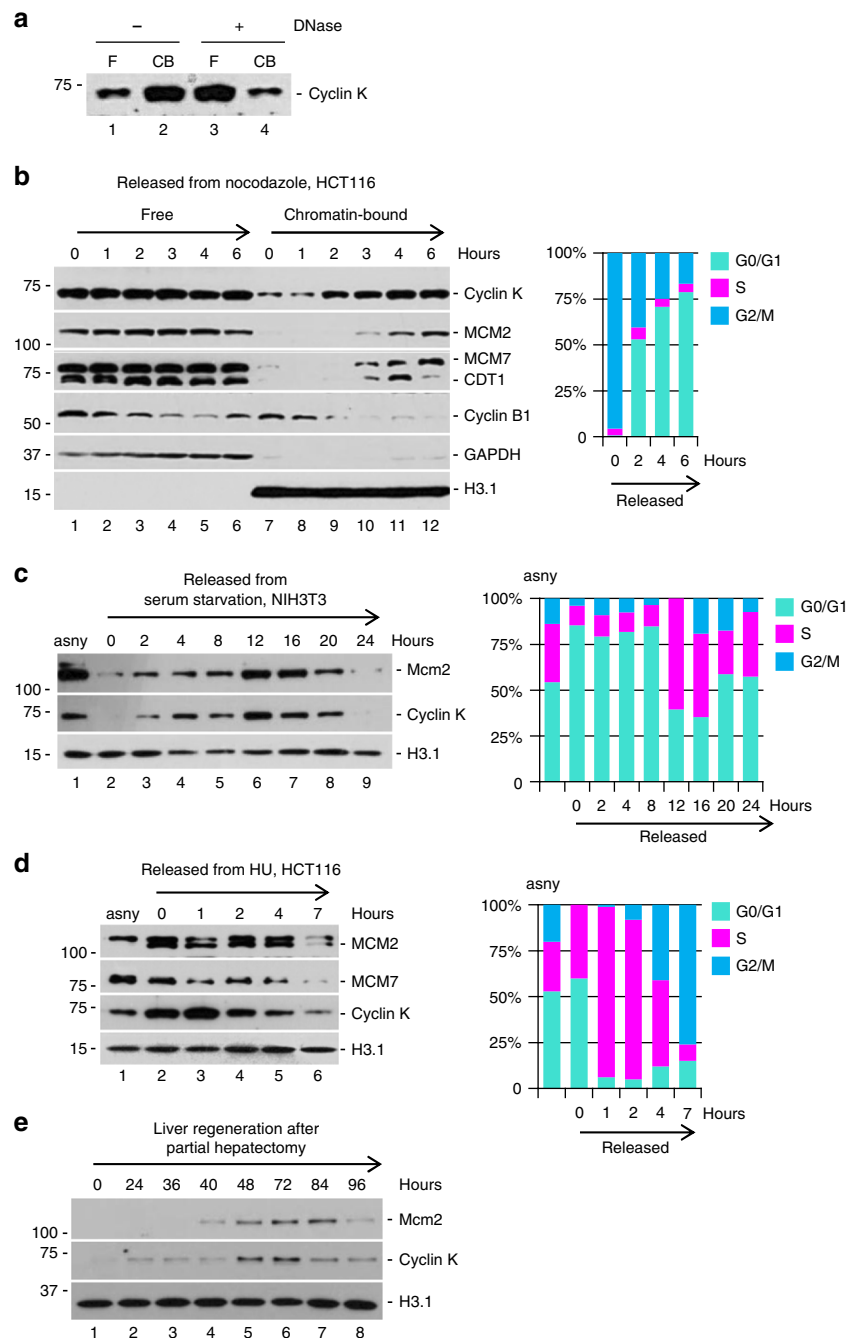 a
– + DNase
F CB F CB
75 - - Cyclin K
1 2 3 4
b
Released from nocodazole, HCT116
Free Chromatin-bound
0 1 2 3 4 6 0 1 2 3 4 6 Hours
75 - - Cyclin K
- MCM2
100 -
- MCM7
75 - - CDT1
50 - - Cyclin B1
37 - - GAPDH
15 - - H3.1
1 2 3 4 5 6 7 8 9 10 11 12
100%
75%
50%
25%
0
0 2 4 6 Hours
Released
G0/G1
S
G2/M
c
Released from
serum starvation, NIH3T3
asny 0 2 4 8 12 16 20 24 Hours
- Mcm2
100 -
75 - - Cyclin K
15 - - H3.1
1 2 3 4 5 6 7 8 9
asny
100%
75%
50%
25%
0
0 2 4 8 12 16 20 24 Hours
Released
G0/G1
S
G2/M
d
Released from HU, HCT116
asny 0 1 2 4 7 Hours
- MCM2
100 -
75 - - MCM7
75 - - Cyclin K
15 - - H3.1
1 2 3 4 5 6
asny
100%
75%
50%
25%
0
0 1 2 4 7 Hours
Released
G0/G1
S
G2/M
e
Liver regeneration after
partial hepatectomy
0 24 36 40 48 72 84 96 Hours
- Mcm2
100 -
75 - - Cyclin K
37 - - H3.1
1 2 3 4 5 6 7 8